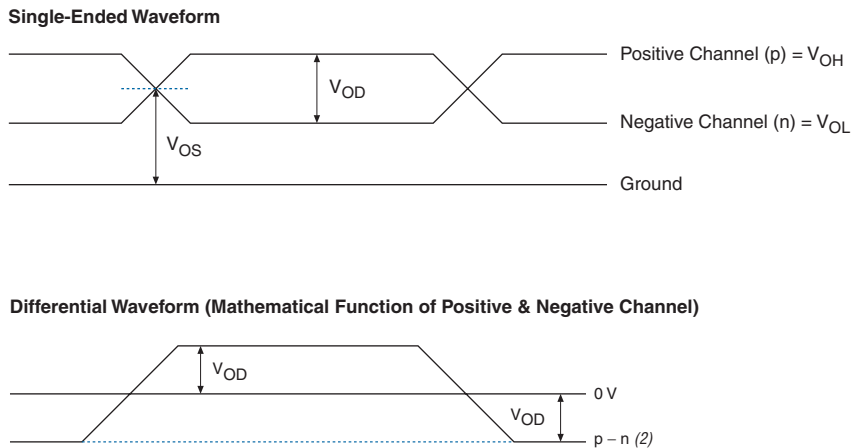 Single-Ended Waveform
Positive Channel (p) = VOH
VOD
Negative Channel (n) = VOL
VOS
Ground
Differential Waveform (Mathematical Function of Positive & Negative Channel)
VOD
0 V
VOD
p − n (2)